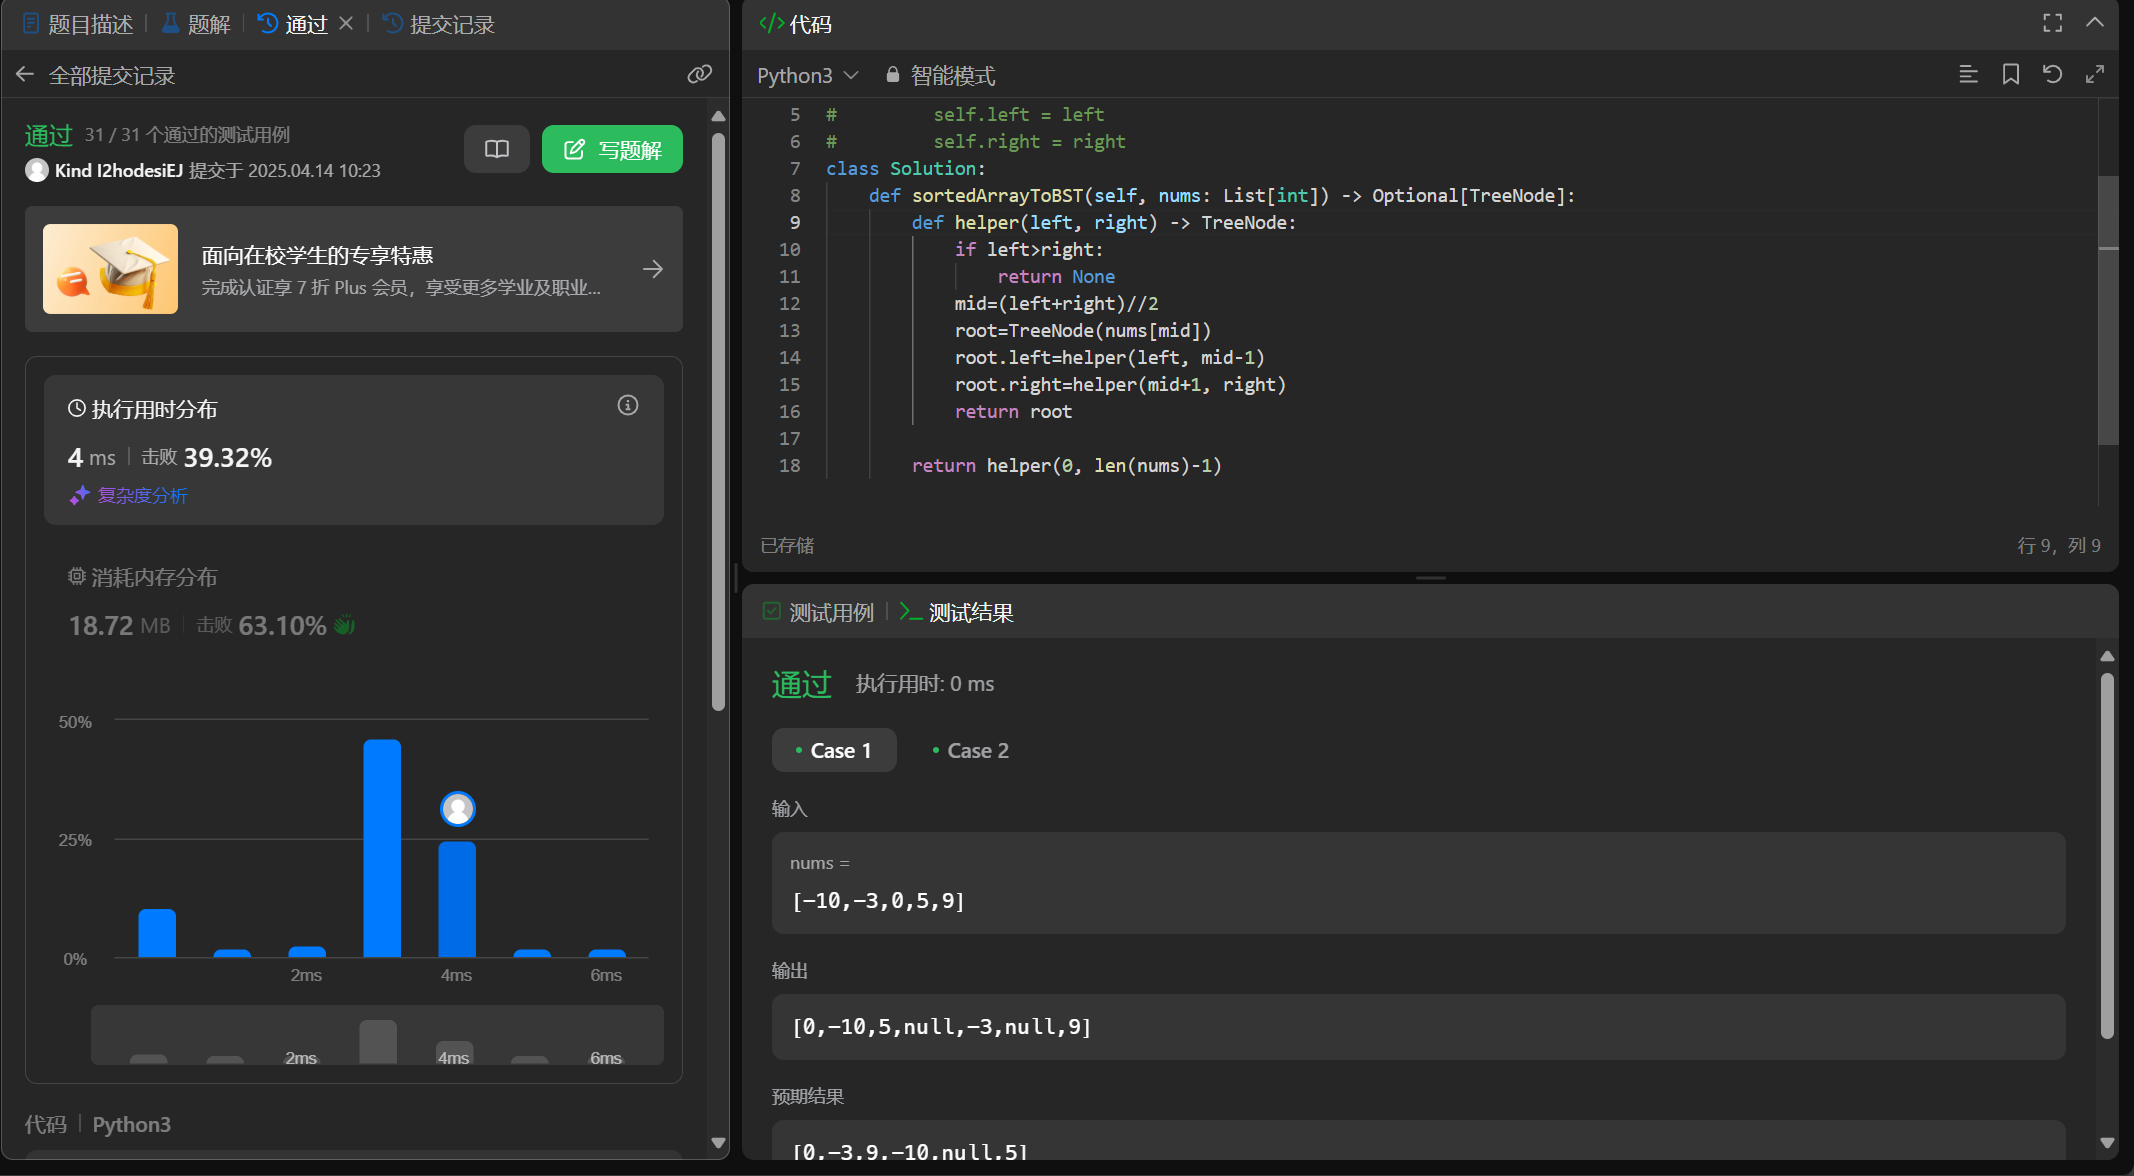 题目描述
题解
通过
提交记录
全部提交记录
通过 31 / 31 个通过的测试用例
Kind I2hodesiEJ 提交于 2025.04.14 10:23
写题解
面向在校学生的专享特惠
完成认证享 7 折 Plus 会员，享受更多学业及职业...
执行用时分布
4 ms 击败 39.32%
复杂度分析
消耗内存分布
18.72 MB 击败 63.10%
50%
25%
0%
2ms 4ms 6ms
2ms 4ms 6ms
代码 Python3
代码
Python3 智能模式
5 #         self.left = left
6 #         self.right = right
7 class Solution:
8     def sortedArrayToBST(self, nums: List[int]) -> Optional[TreeNode]:
9         def helper(left, right) -> TreeNode:
10             if left>right:
11                 return None
12             mid=(left+right)//2
13             root=TreeNode(nums[mid])
14             root.left=helper(left, mid-1)
15             root.right=helper(mid+1, right)
16             return root
17
18         return helper(0, len(nums)-1)
已存储
行 9，列 9
测试用例
测试结果
通过 执行用时: 0 ms
Case 1 Case 2
输入
nums =
[-10,-3,0,5,9]
输出
[0,-10,5,null,-3,null,9]
预期结果
[0,-3,9,-10,null,5]